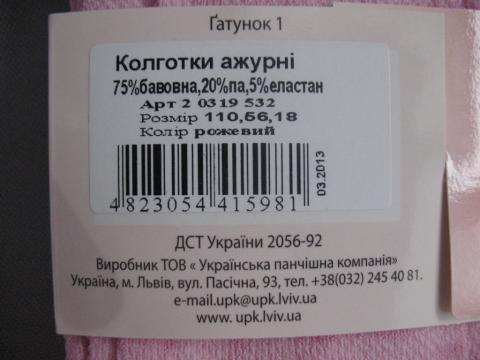 Ґатунок 1
Колготки ажурні
75%бавовна,20%па,5%еластан
Арт 2 0319 532
Розмір 110,56,18
Колір рожевий
03.2013
4823054 415981
ДСТ України 2056-92
Виробник ТОВ « Українська панчішна компанія»
Україна, м. Львів, вул. Пасічна, 93, тел. +38(032) 245 40 81.
e-mail.upk@upk.lviv.ua
www. upk.lviv.ua